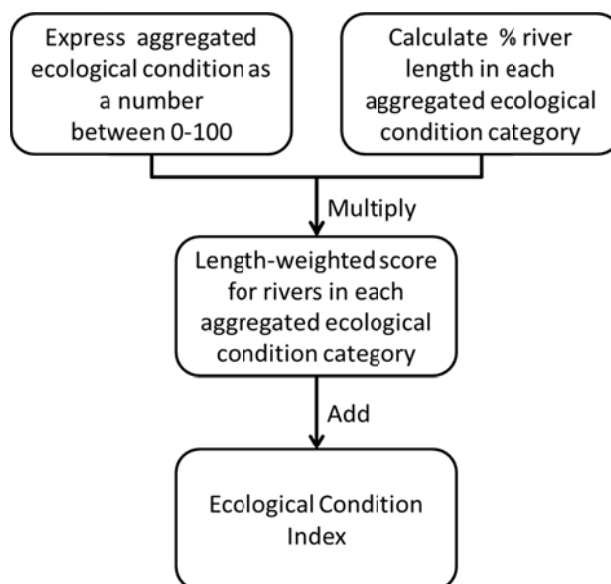 Express aggregated
ecological condition as
a number
between 0-100
Calculate % river
length in each
aggregated ecological
condition category
Multiply
Length-weighted score
for rivers in each
aggregated ecological
condition category
Add
Ecological Condition
Index